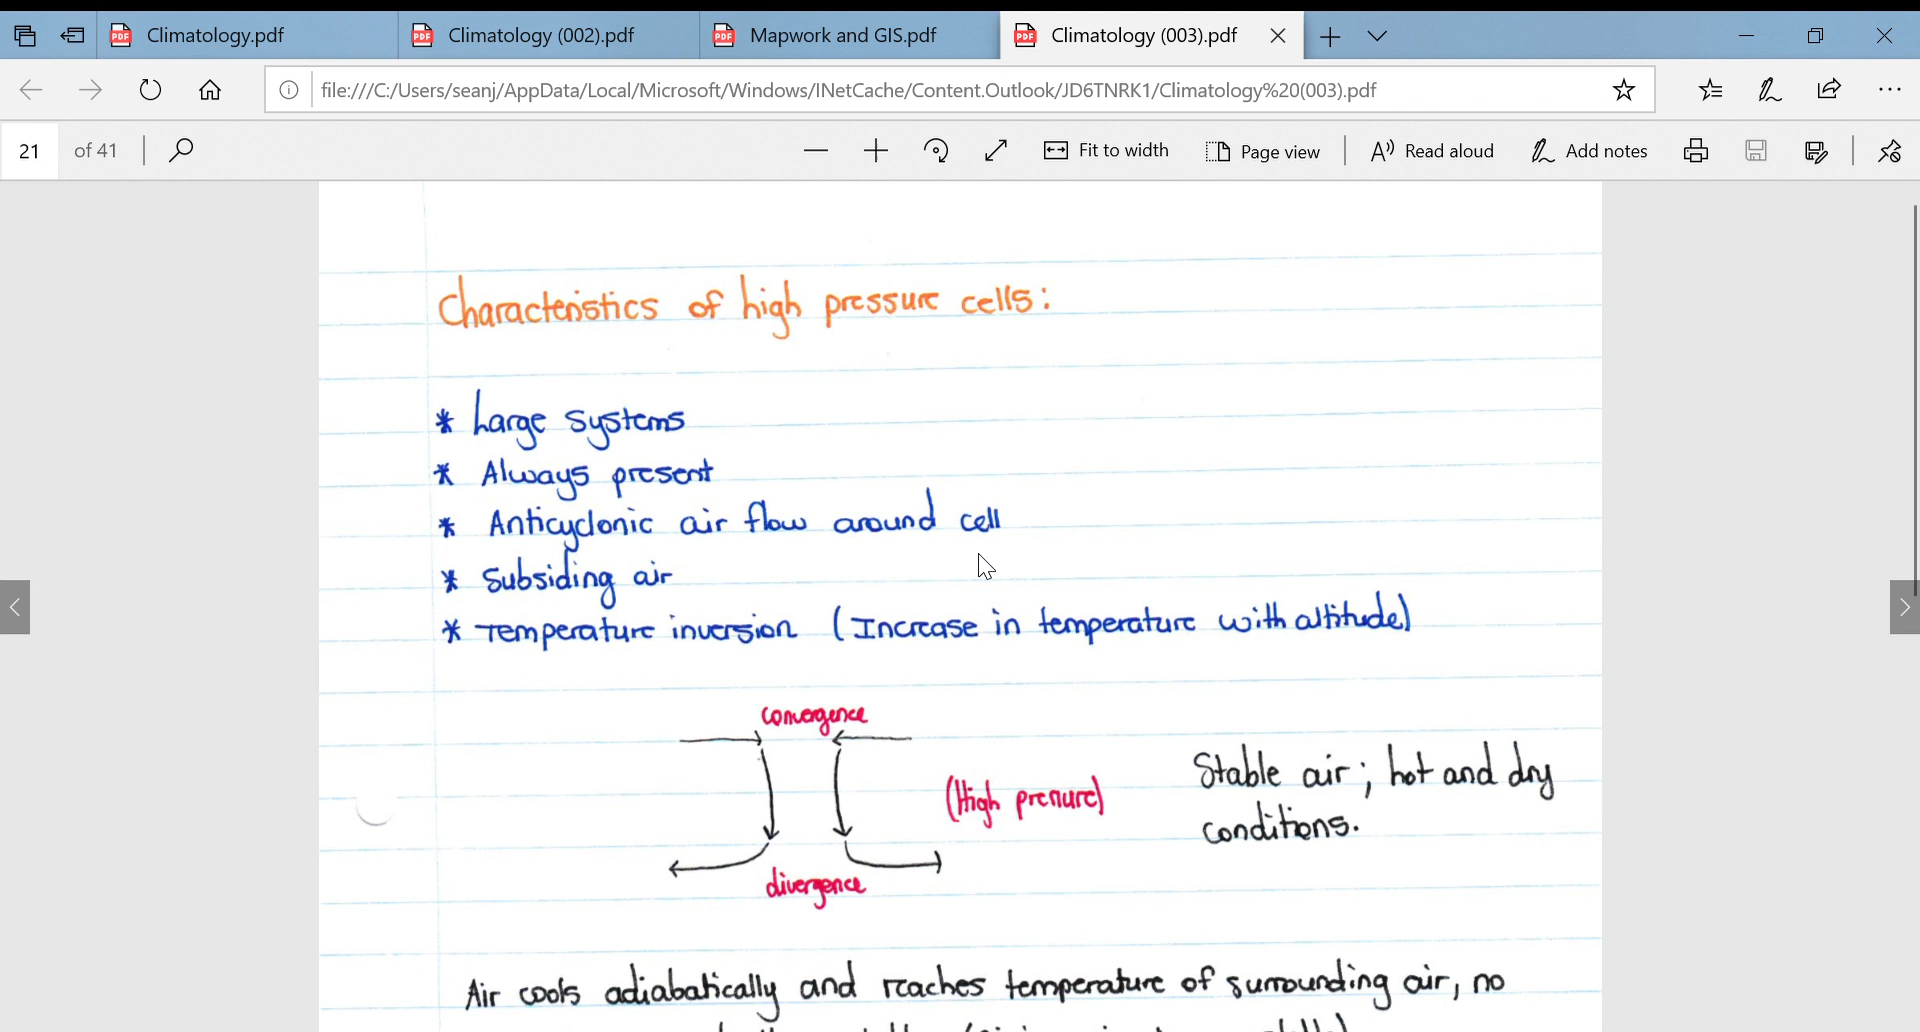 Climatology.pdf
Climatology (002).pdf
Mapwork and GIS.pdf
Climatology (003).pdf
file:///C:/Users/seanj/AppData/Local/Microsoft/Windows/INetCache/Content.Outlook/JD6TNRK1/Climatology%20(003).pdf
21 of 41
Fit to width
Page view
Read aloud
Add notes
Characteristics of high pressure cells:
* Large systems
* Always present
* Anticyclonic air flow around cell
* Subsiding air
* Temperature inversion (Increase in temperature with altitude)
convergence
(High pressure)
Stable air; hot and dry
conditions.
divergence
Air cools adiabatically and reaches temperature of surrounding air, no